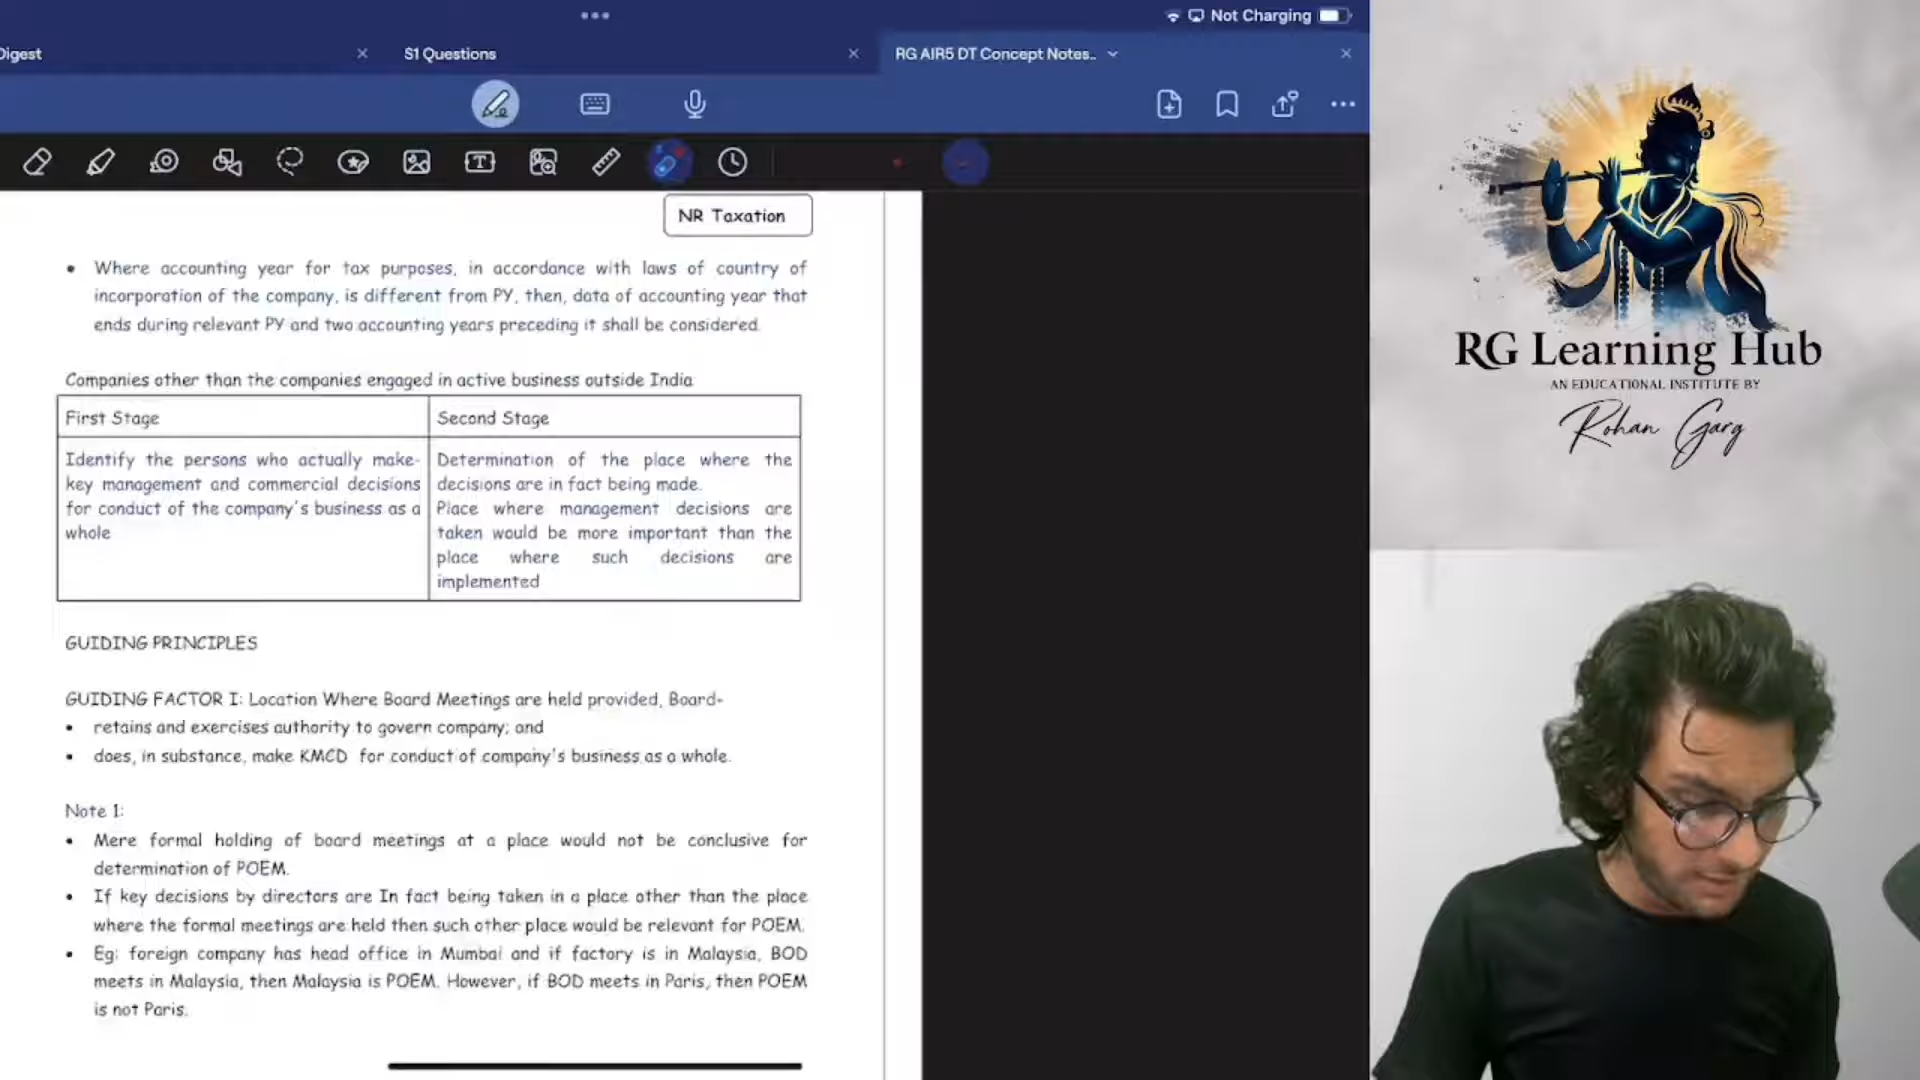 Not Charging
Digest
S1 Questions
RG AIR5 DT Concept Notes..
NR Taxation
• Where accounting year for tax purposes, in accordance with laws of country of
incorporation of the company, is different from PY, then, data of accounting year that
ends during relevant PY and two accounting years preceding it shall be considered.
Companies other than the companies engaged in active business outside India
First Stage
Second Stage
Identify the persons who actually make-
key management and commercial decisions
for conduct of the company's business as a
whole
Determination of the place where the
decisions are in fact being made.
Place where management decisions are
taken would be more important than the
place where such decisions are
implemented
GUIDING PRINCIPLES
GUIDING FACTOR I: Location Where Board Meetings are held provided, Board-
• retains and exercises authority to govern company; and
• does, in substance, make KMCD for conduct of company's business as a whole.
Note 1:
• Mere formal holding of board meetings at a place would not be conclusive for
determination of POEM.
• If key decisions by directors are In fact being taken in a place other than the place
where the formal meetings are held then such other place would be relevant for POEM.
• Eg: foreign company has head office in Mumbai and if factory is in Malaysia, BOD
meets in Malaysia, then Malaysia is POEM. However, if BOD meets in Paris, then POEM
is not Paris.
RG Learning Hub
AN EDUCATIONAL INSTITUTE BY
Rohan Garg